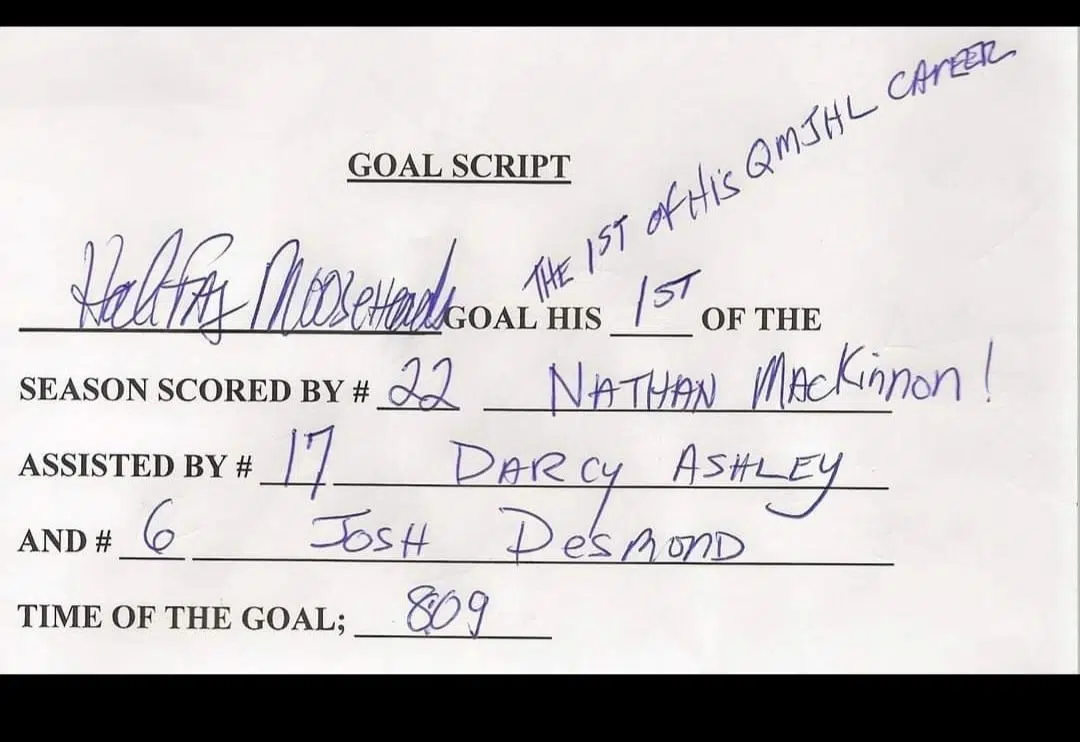 GOAL SCRIPT
THE 1ST OF HIS QMJHL CAREER
Halifax Mooseheads GOAL HIS 1ST OF THE
SEASON SCORED BY # 22 NATHAN MacKinnon!
ASSISTED BY # 17 DARCY ASHLEY
AND # 6 JOSH DesmonD
TIME OF THE GOAL; 8:09